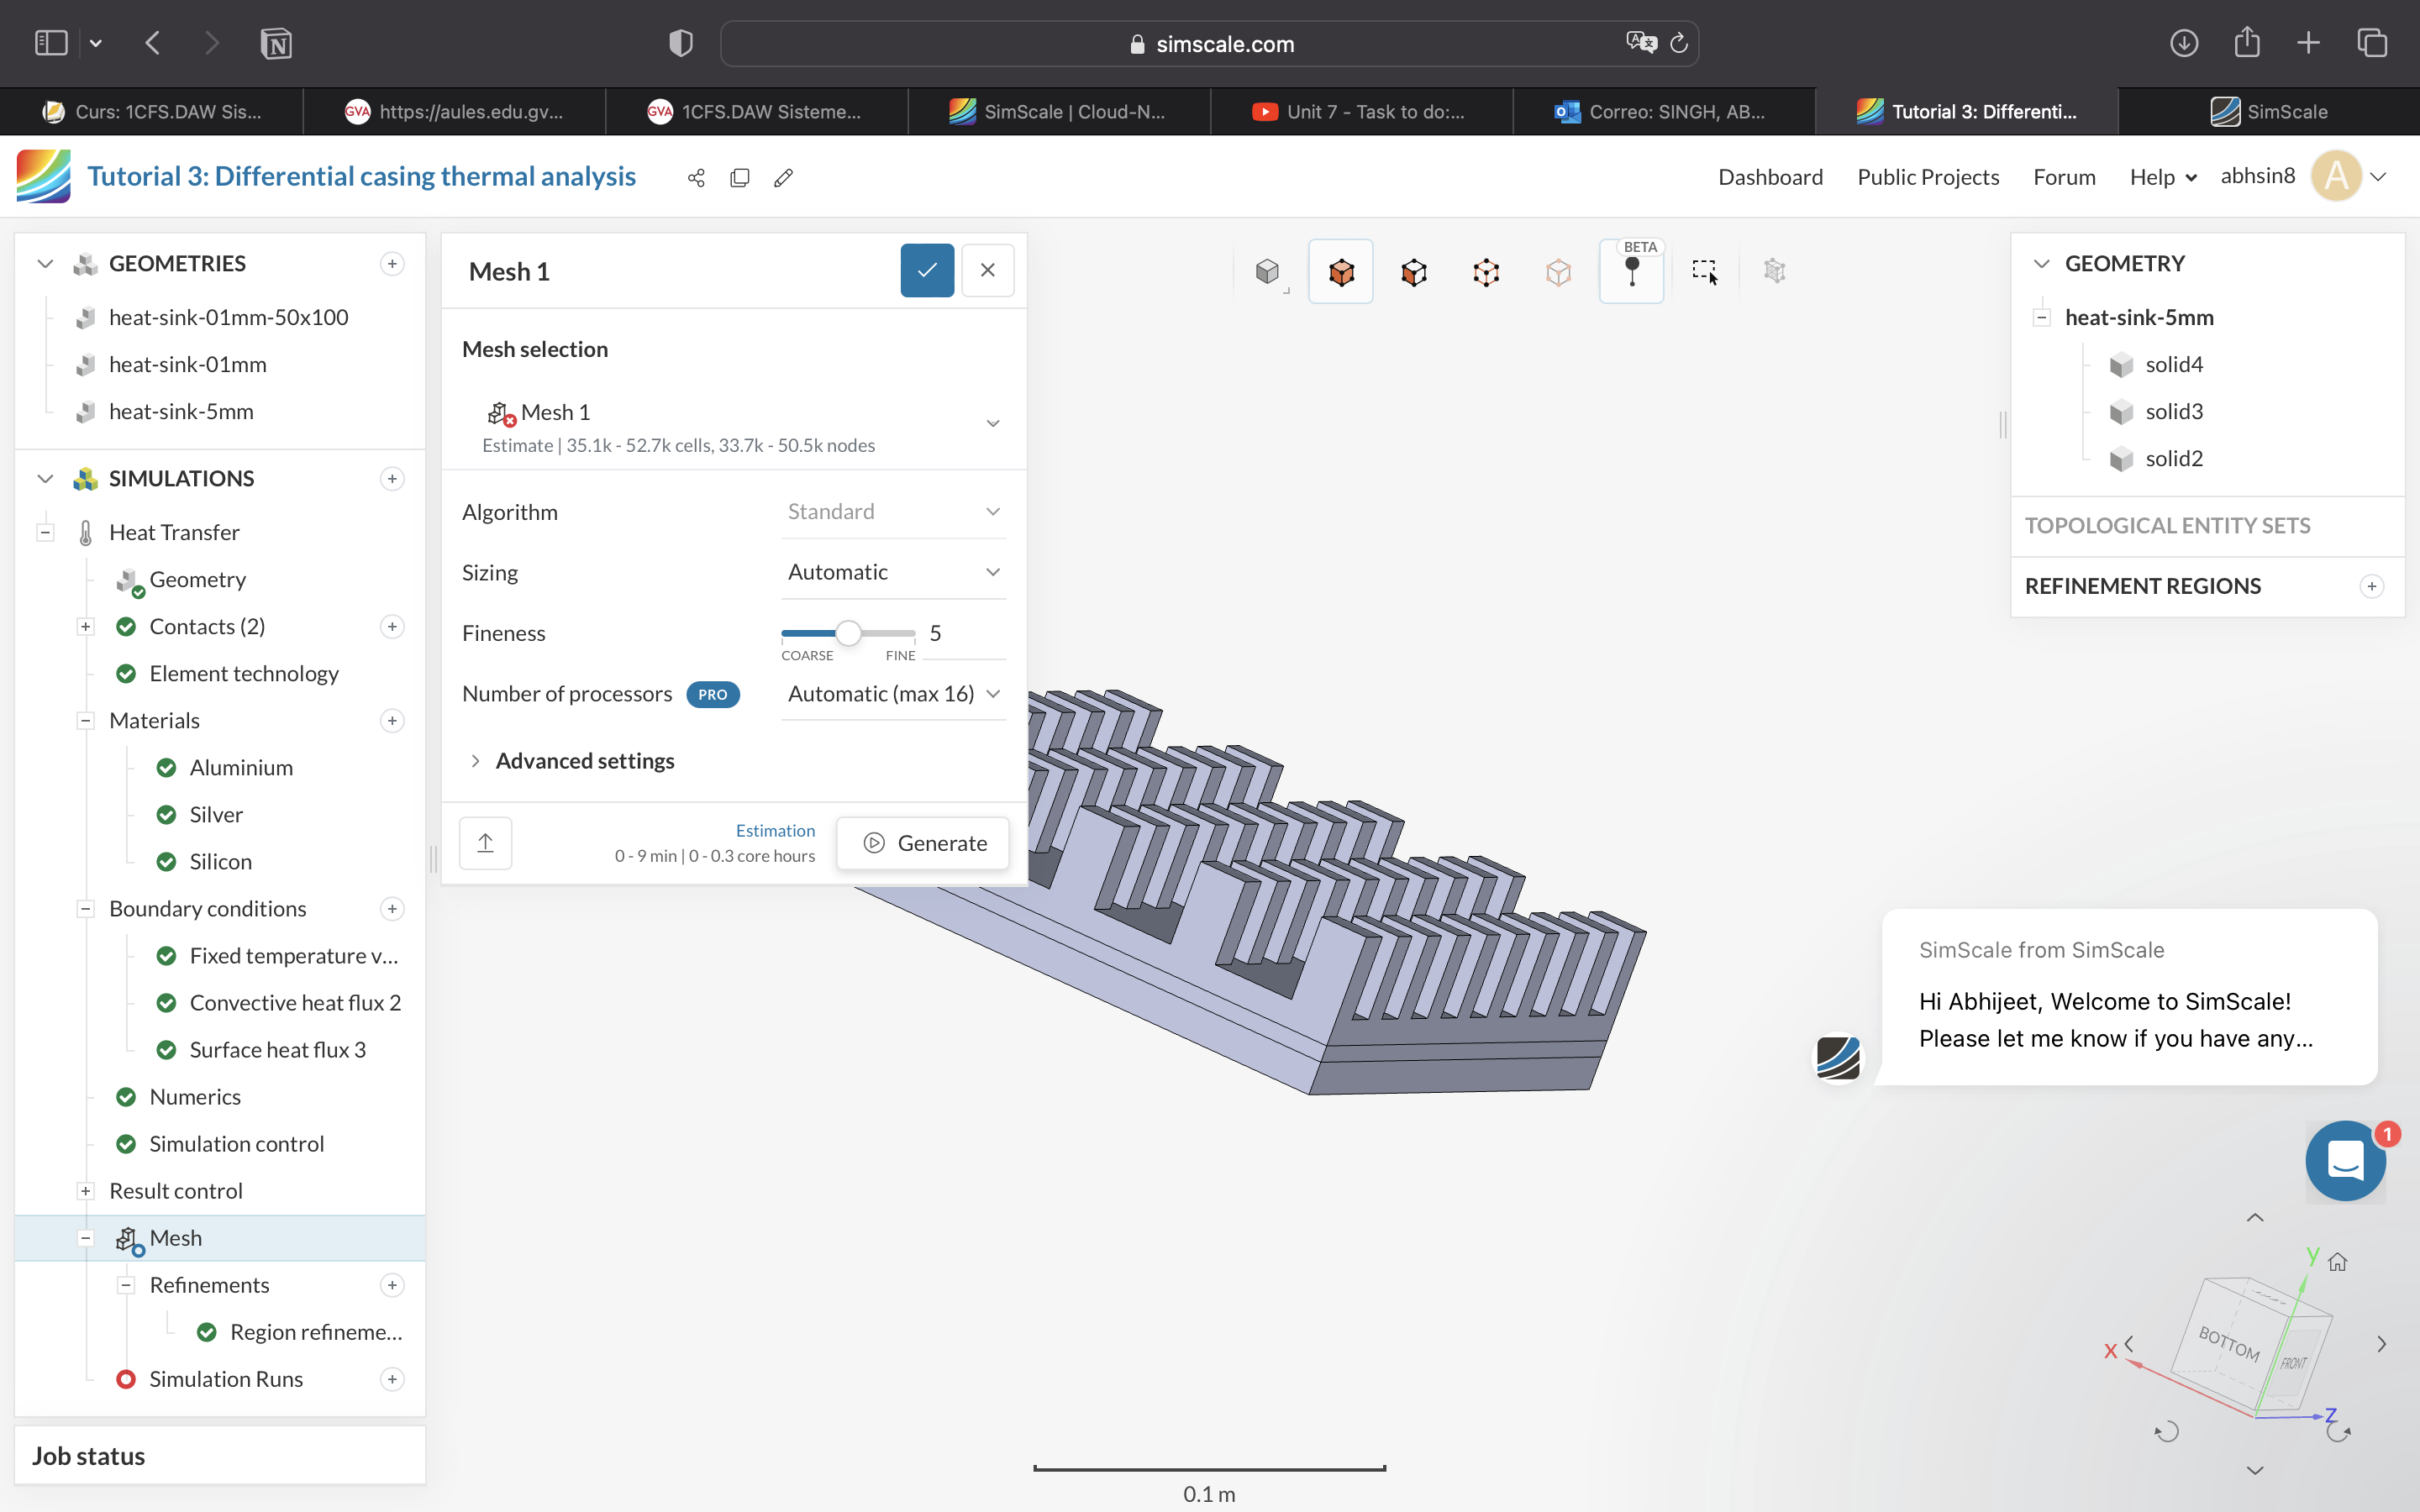 simscale.com
Curs: 1CFS.DAW Sis...
GVA https://aules.edu.gv...
GVA 1CFS.DAW Sisteme...
SimScale | Cloud-N...
Unit 7 - Task to do:...
Correo: SINGH, AB...
Tutorial 3: Differenti...
SimScale
Tutorial 3: Differential casing thermal analysis
Dashboard
Public Projects
Forum
Help
abhsin8
A
GEOMETRIES
heat-sink-01mm-50x100
heat-sink-01mm
heat-sink-5mm
SIMULATIONS
Heat Transfer
Geometry
Contacts (2)
Element technology
Materials
Aluminium
Silver
Silicon
Boundary conditions
Fixed temperature v...
Convective heat flux 2
Surface heat flux 3
Numerics
Simulation control
Result control
Mesh
Refinements
Region refineme...
Simulation Runs
Job status
Mesh 1
Mesh selection
Mesh 1
Estimate | 35.1k - 52.7k cells, 33.7k - 50.5k nodes
Algorithm Standard
Sizing Automatic
Fineness 5
COARSE FINE
Number of processors PRO Automatic (max 16)
Advanced settings
Estimation
0 - 9 min | 0 - 0.3 core hours
Generate
BETA
GEOMETRY
heat-sink-5mm
solid4
solid3
solid2
TOPOLOGICAL ENTITY SETS
REFINEMENT REGIONS
SimScale from SimScale
Hi Abhijeet, Welcome to SimScale!
Please let me know if you have any...
1
y
BOTTOM
FRONT
x
z
0.1 m